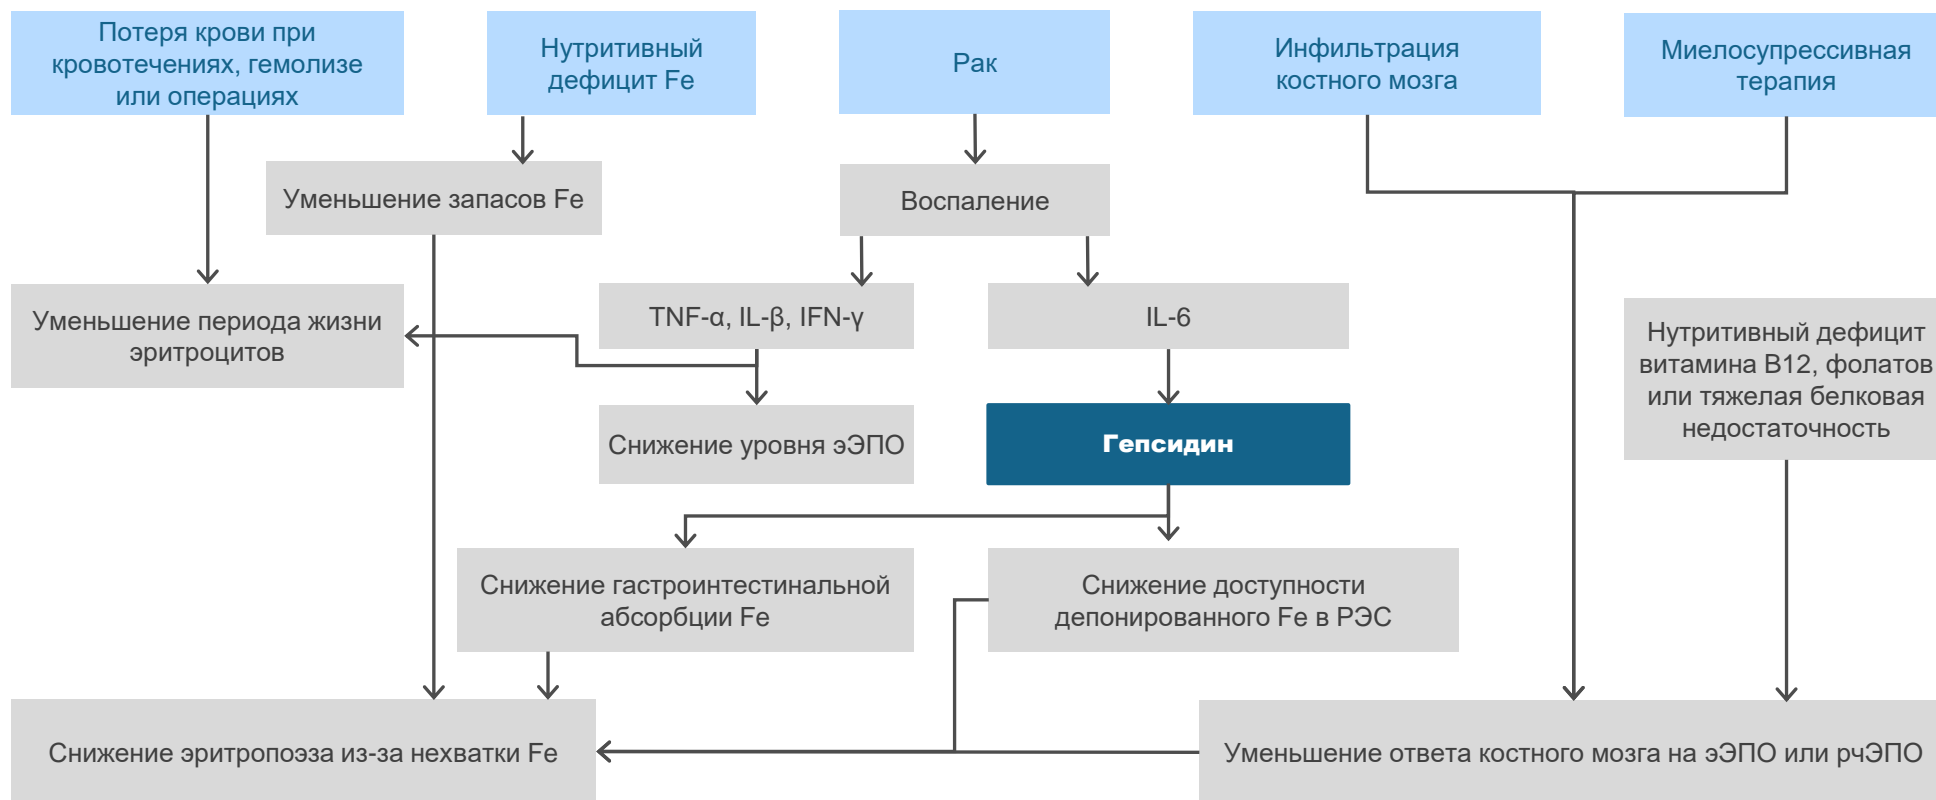 Потеря крови при
кровотечениях, гемолизе
или операциях
Нутритивный
дефицит Fe
Рак
Инфильтрация
костного мозга
Миелосупрессивная
терапия
Уменьшение запасов Fe
Воспаление
Уменьшение периода жизни
эритроцитов
TNF-α, IL-β, IFN-γ
IL-6
Нутритивный дефицит
витамина B12, фолатов
или тяжелая белковая
недостаточность
Снижение уровня эЭПО
Гепсидин
Снижение гастроинтестинальной
абсорбции Fe
Снижение доступности
депонированного Fe в РЭС
Снижение эритропоэза из-за нехватки Fe
Уменьшение ответа костного мозга на эЭПО или рчЭПО